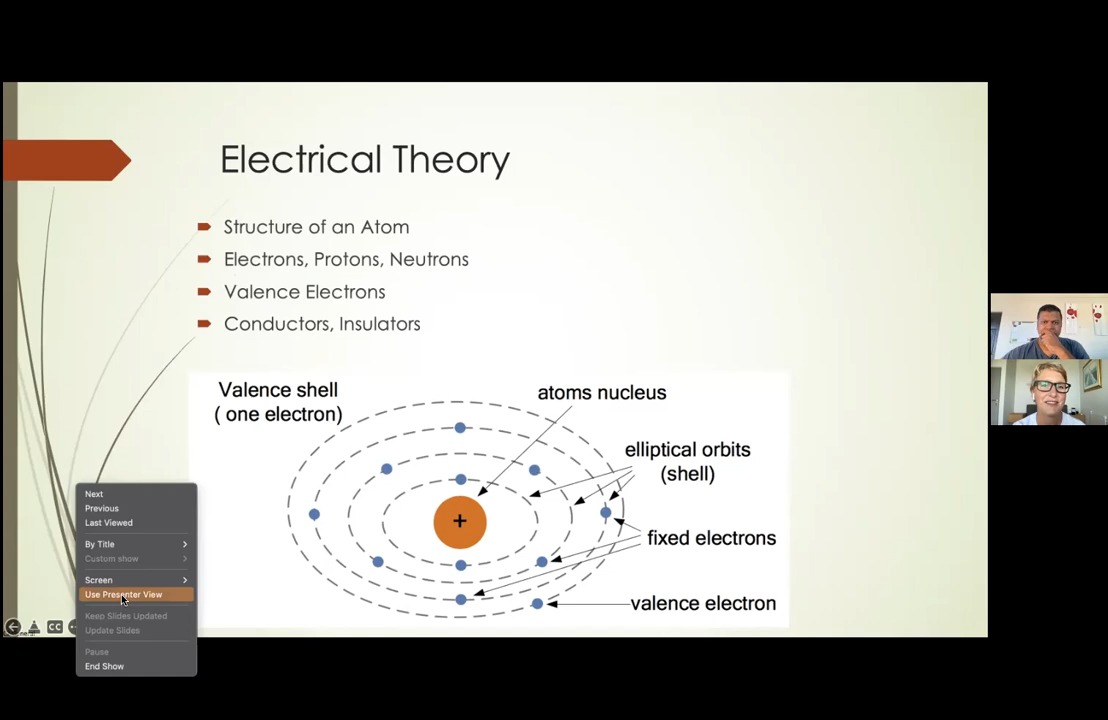 Electrical Theory
Structure of an Atom
Electrons, Protons, Neutrons
Valence Electrons
Conductors, Insulators
Valence shell
( one electron)
atoms nucleus
elliptical orbits
(shell)
+
fixed electrons
valence electron
Next
Previous
Last Viewed
By Title
Custom show
Screen
Use Presenter View
Keep Slides Updated
Update Slides
Pause
End Show
CC